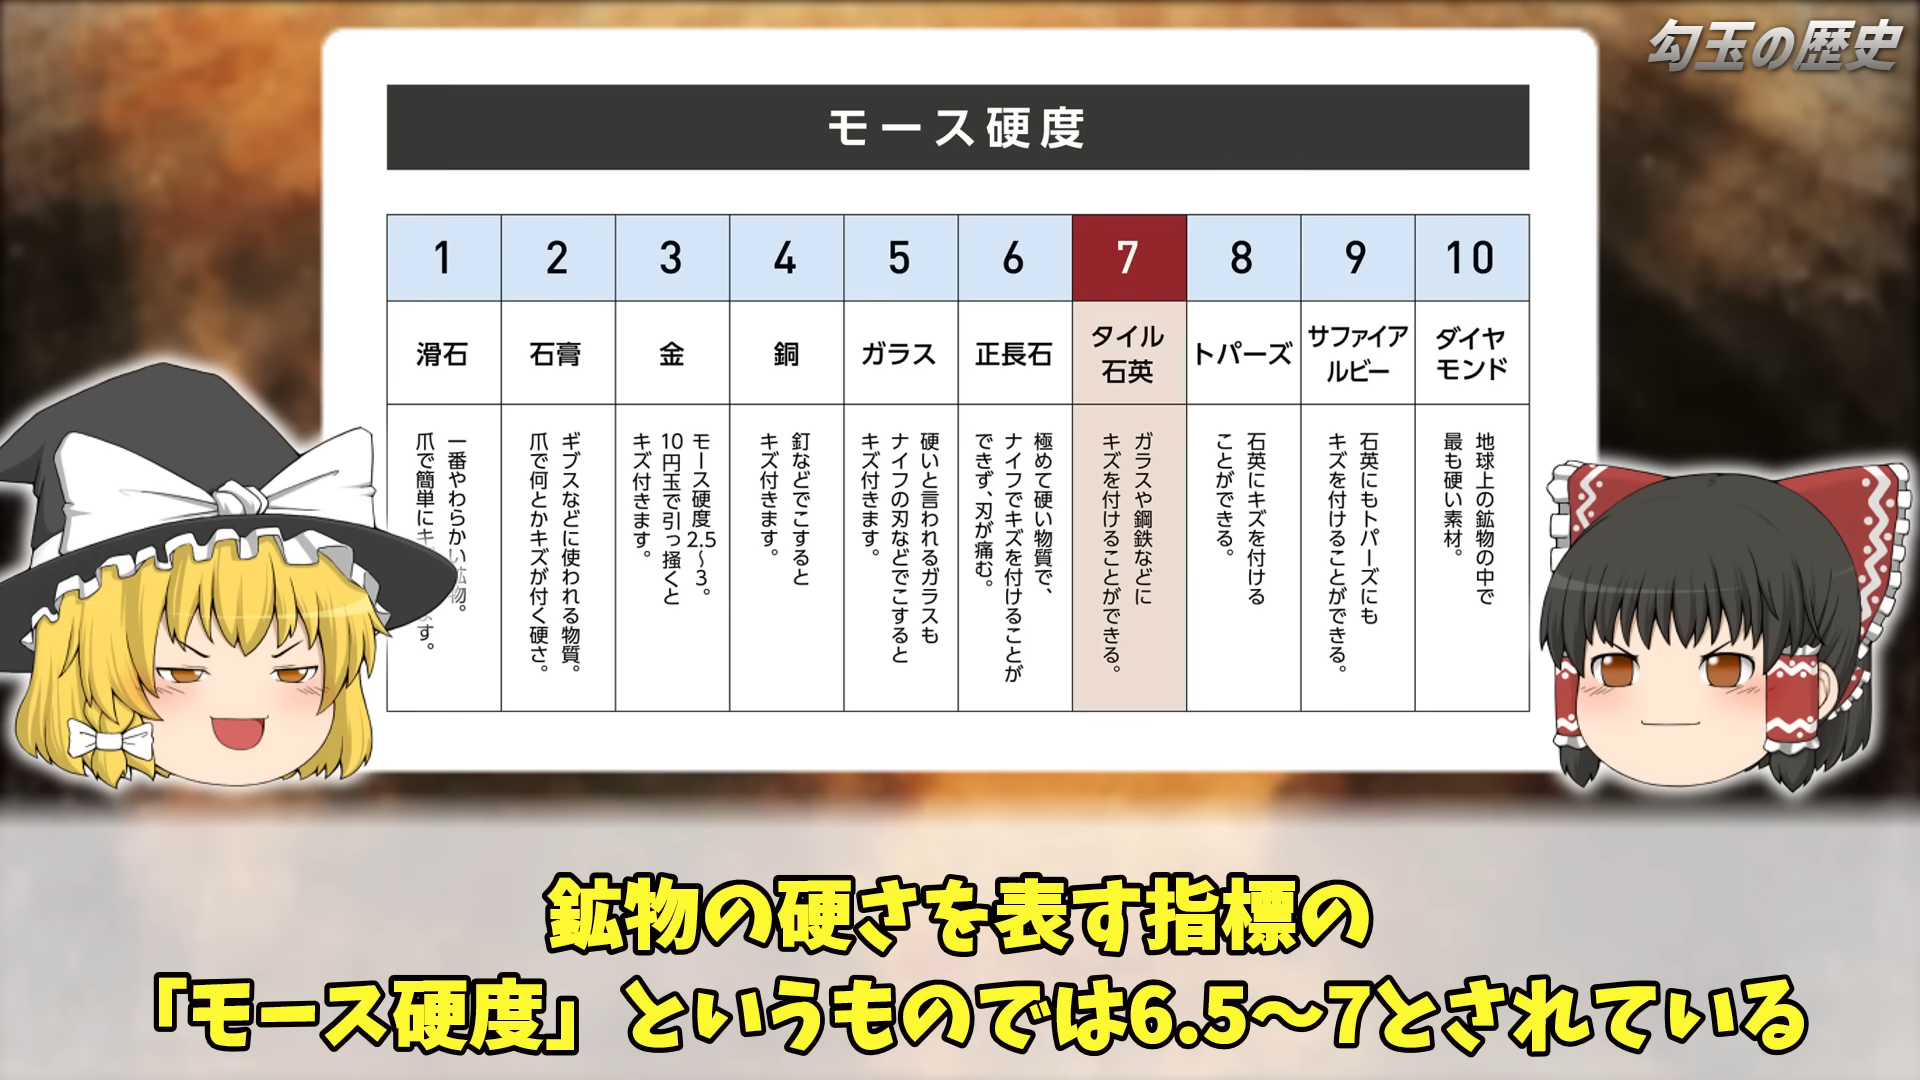 勾玉の歴史
モース硬度
1
2
3
4
5
6
7
8
9
10
滑石
石膏
金
銅
ガラス
正長石
タイル
石英
トパーズ
サファイア
ルビー
ダイヤ
モンド
一番やわらかい鉱物。
爪で簡単にキ
す。
ギブスなどに使われる物質。
爪で何とかキズが付く硬さ。
モース硬度2.5〜3。
10円玉で引っ掻くと
キズ付きます。
釘などでこすると
キズ付きます。
硬いと言われるガラスも
ナイフの刃などでこすると
キズ付きます。
極めて硬い物質で、
ナイフでキズを付けることが
できず、刃が痛む。
ガラスや鋼鉄などに
キズを付けることができる。
石英にキズを付ける
ことができる。
石英にもトパーズにも
キズを付けることができる。
地球上の鉱物の中で
最も硬い素材。
鉱物の硬さを表す指標の
「モース硬度」というものでは6.5〜7とされている